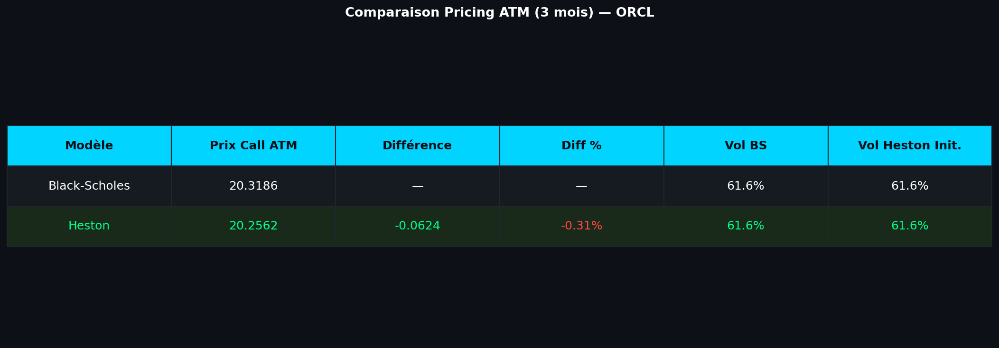 Comparaison Pricing ATM (3 mois) — ORCL
Modèle Prix Call ATM Différence Diff % Vol BS Vol Heston Init.
Black-Scholes 20.3186 — — 61.6% 61.6%
Heston 20.2562 -0.0624 -0.31% 61.6% 61.6%